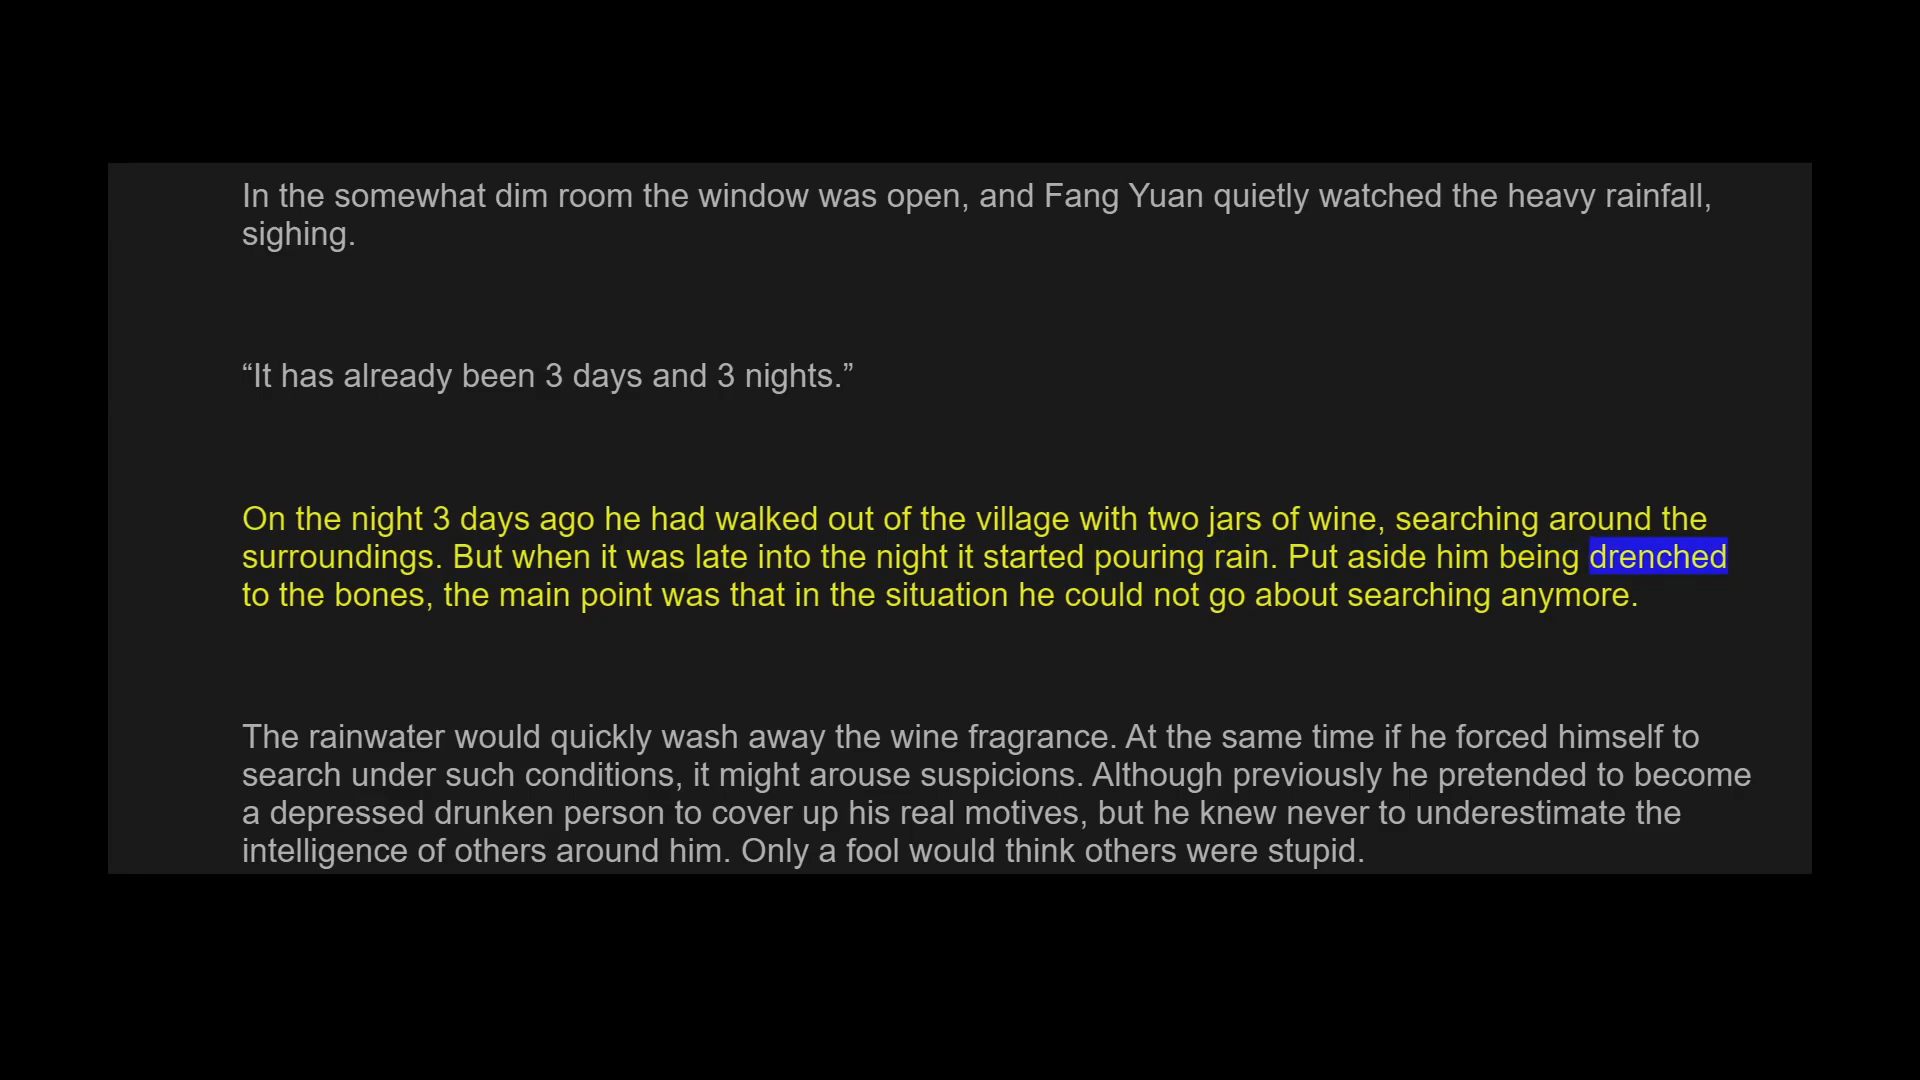 In the somewhat dim room the window was open, and Fang Yuan quietly watched the heavy rainfall,
sighing.
“It has already been 3 days and 3 nights.”
On the night 3 days ago he had walked out of the village with two jars of wine, searching around the
surroundings. But when it was late into the night it started pouring rain. Put aside him being drenched
to the bones, the main point was that in the situation he could not go about searching anymore.
The rainwater would quickly wash away the wine fragrance. At the same time if he forced himself to
search under such conditions, it might arouse suspicions. Although previously he pretended to become
a depressed drunken person to cover up his real motives, but he knew never to underestimate the
intelligence of others around him. Only a fool would think others were stupid.